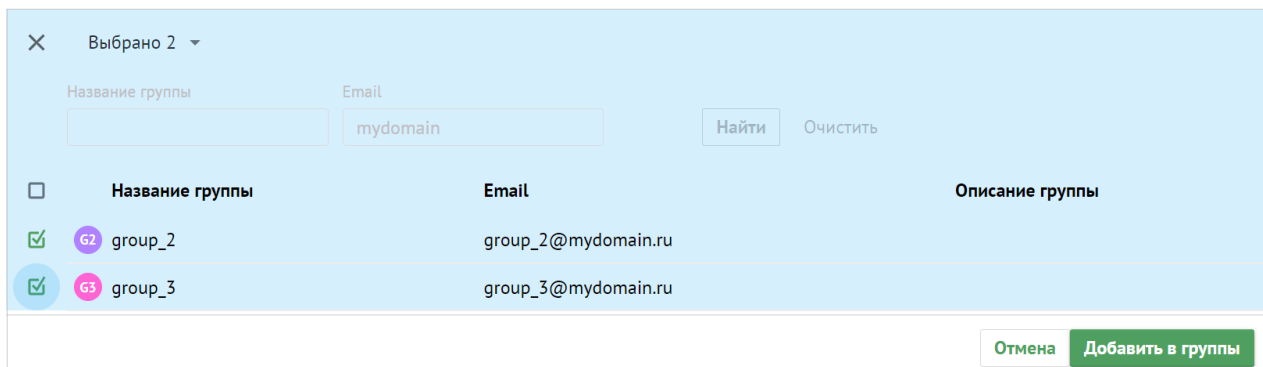 Выбрано 2
Название группы Email
mydomain Найти Очистить
Название группы Email Описание группы
G2 group_2 group_2@mydomain.ru
G3 group_3 group_3@mydomain.ru
Отмена Добавить в группы